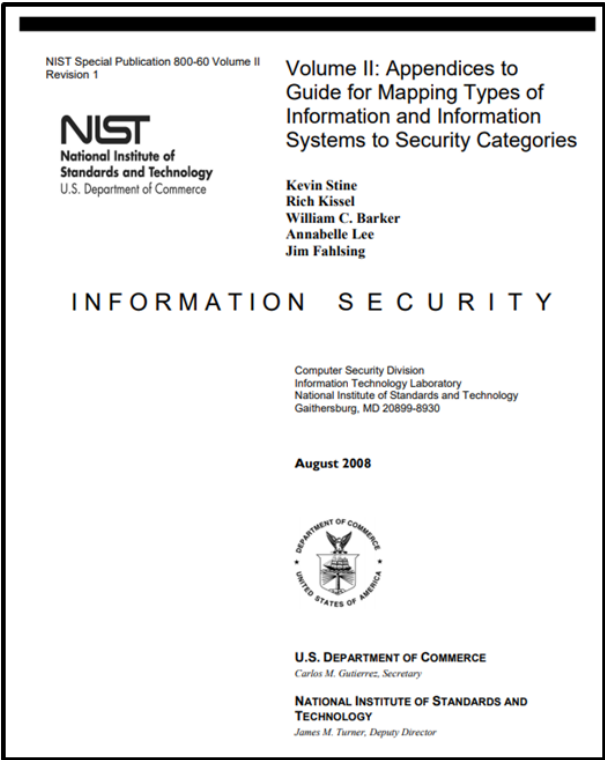 NIST Special Publication 800-60 Volume II
Revision 1
NIST
National Institute of
Standards and Technology
U.S. Department of Commerce
Volume II: Appendices to
Guide for Mapping Types of
Information and Information
Systems to Security Categories
Kevin Stine
Rich Kissel
William C. Barker
Annabelle Lee
Jim Fahlsing
INFORMATION SECURITY
Computer Security Division
Information Technology Laboratory
National Institute of Standards and Technology
Gaithersburg, MD 20899-8930
August 2008
DEPARTMENT OF COMMERCE
UNITED STATES OF AMERICA
U.S. DEPARTMENT OF COMMERCE
Carlos M. Gutierrez, Secretary
NATIONAL INSTITUTE OF STANDARDS AND
TECHNOLOGY
James M. Turner, Deputy Director